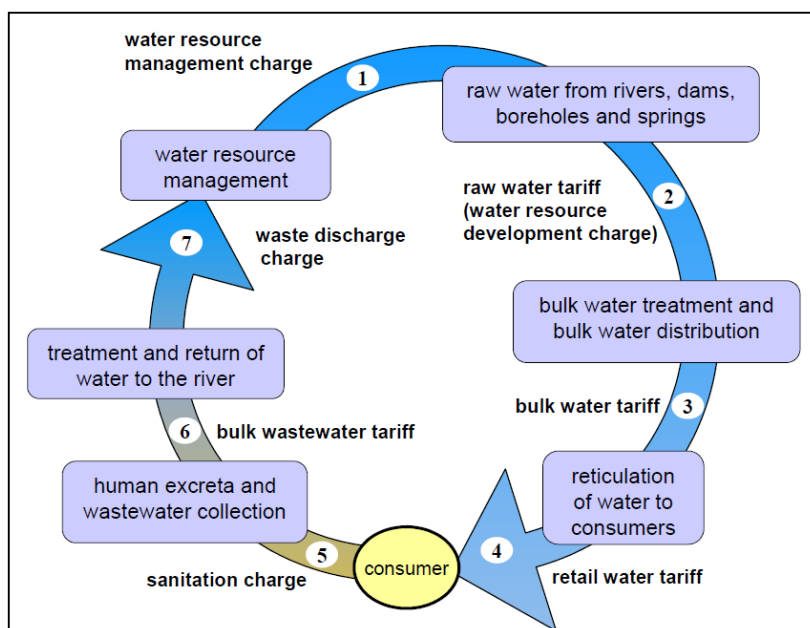 water resource
management charge
1
raw water from rivers, dams,
boreholes and springs
water resource
management
raw water tariff
(water resource
development charge)
2
7
waste discharge
charge
bulk water treatment and
bulk water distribution
treatment and return of
water to the river
bulk water tariff
3
6
bulk wastewater tariff
human excreta and
wastewater collection
reticulation
of water to
consumers
5
consumer
4
sanitation charge
retail water tariff